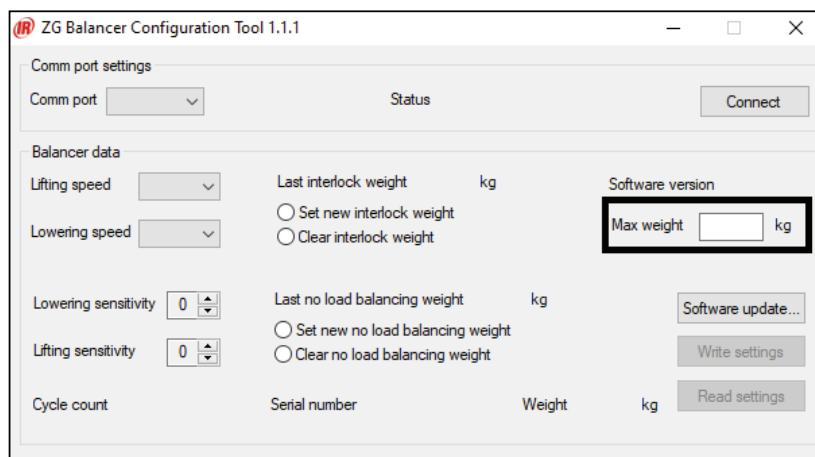 IR ZG Balancer Configuration Tool 1.1.1
Comm port settings
Comm port Status Connect
Balancer data
Lifting speed Last interlock weight kg Software version
Set new interlock weight
Max weight kg
Lowering speed Clear interlock weight
Lowering sensitivity 0 Last no load balancing weight kg Software update...
Set new no load balancing weight
Lifting sensitivity 0 Clear no load balancing weight Write settings
Cycle count Serial number Weight kg Read settings